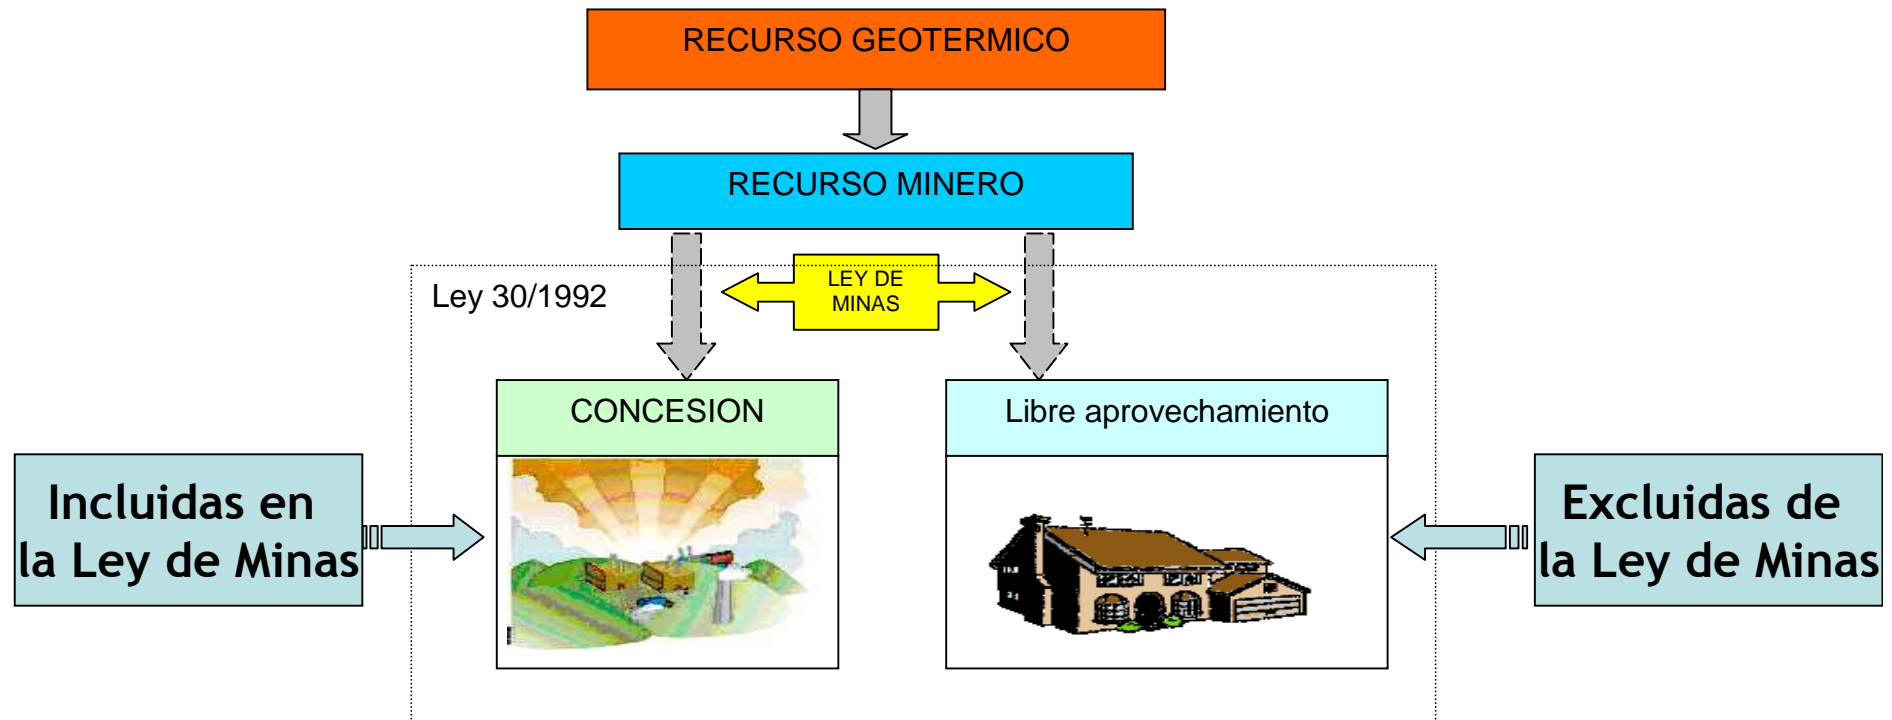 RECURSO GEOTERMICO
RECURSO MINERO
LEY DE
MINAS
Ley 30/1992
CONCESION
Libre aprovechamiento
Incluidas en
la Ley de Minas
Excluidas de
la Ley de Minas